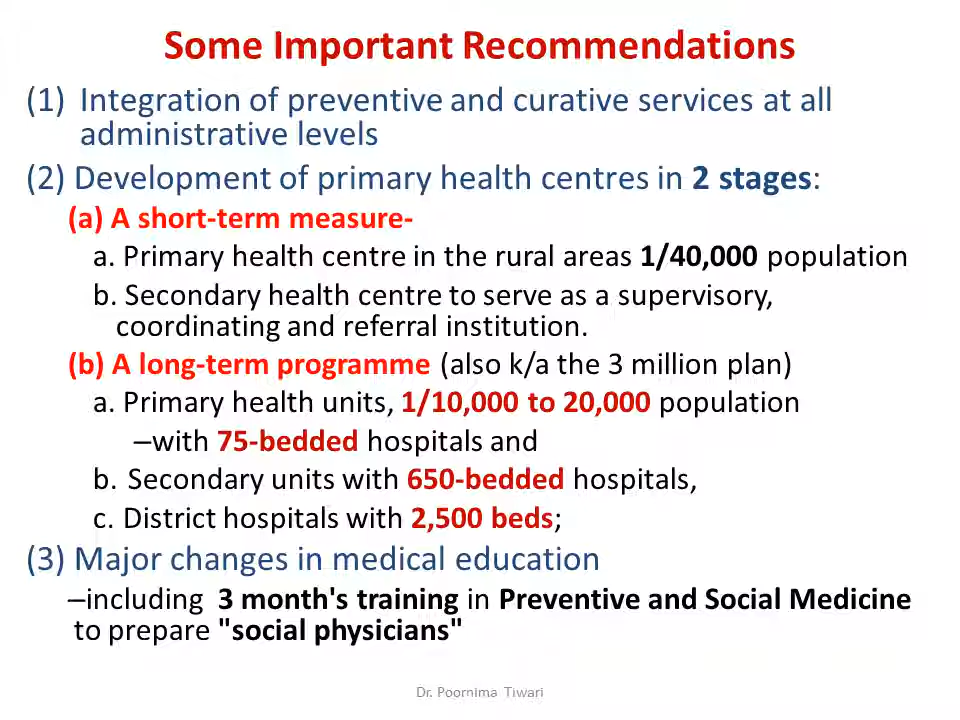 Some Important Recommendations
(1) Integration of preventive and curative services at all
administrative levels
(2) Development of primary health centres in 2 stages:
(a) A short-term measure-
a. Primary health centre in the rural areas 1/40,000 population
b. Secondary health centre to serve as a supervisory,
coordinating and referral institution.
(b) A long-term programme (also k/a the 3 million plan)
a. Primary health units, 1/10,000 to 20,000 population
–with 75-bedded hospitals and
b. Secondary units with 650-bedded hospitals,
c. District hospitals with 2,500 beds;
(3) Major changes in medical education
–including 3 month's training in Preventive and Social Medicine
to prepare "social physicians"
Dr. Poornima Tiwari